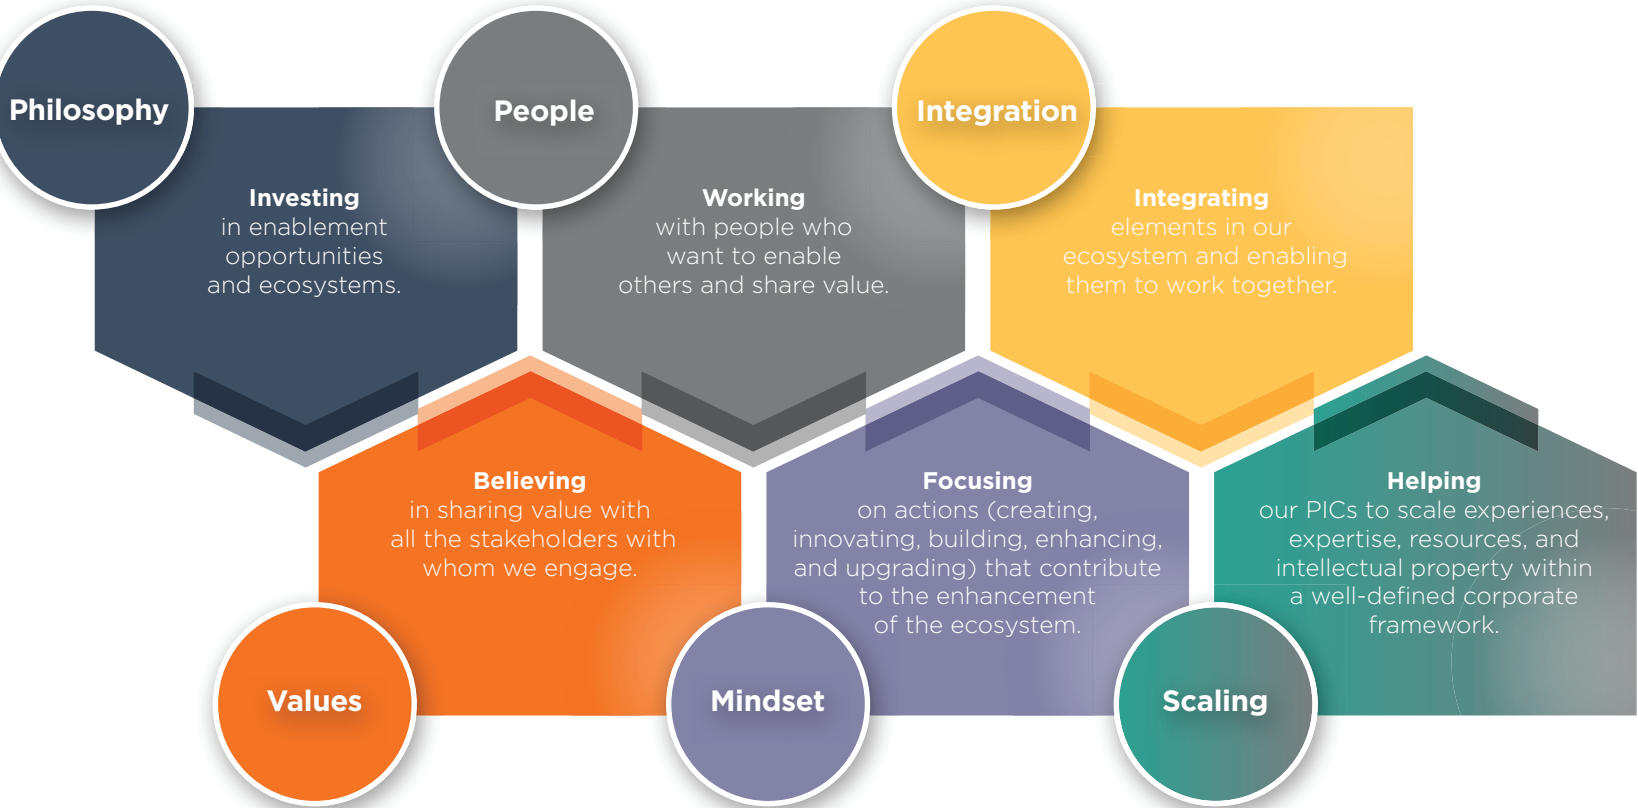 Philosophy
Investing
in enablement
opportunities
and ecosystems.
People
Working
with people who
want to enable
others and share value.
Integration
Integrating
elements in our
ecosystem and enabling
them to work together.
Believing
in sharing value with
all the stakeholders with
whom we engage.
Values
Focusing
on actions (creating,
innovating, building, enhancing,
and upgrading) that contribute
to the enhancement
of the ecosystem.
Mindset
Helping
our PICs to scale experiences,
expertise, resources, and
intellectual property within
a well-defined corporate
framework.
Scaling